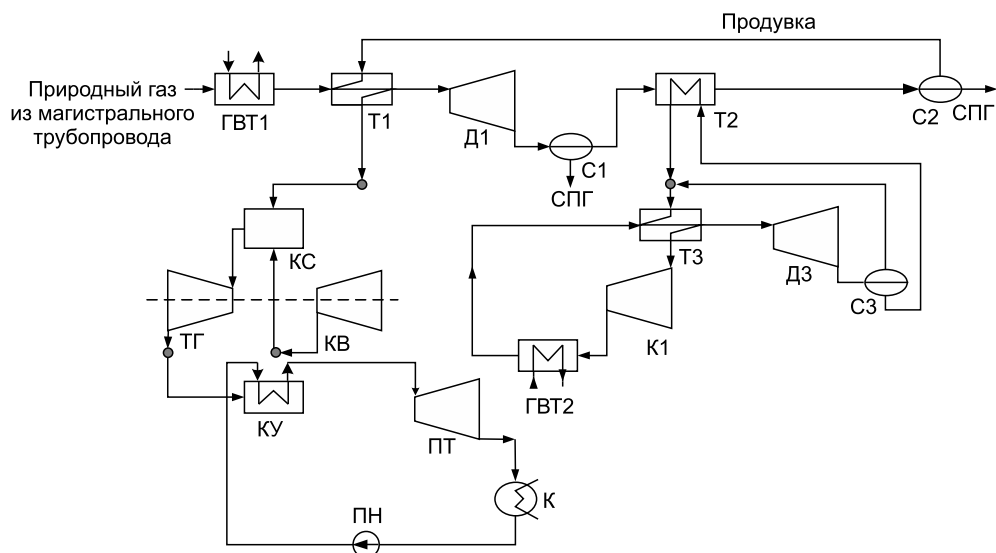 Продувка
Природный газ
из магистрального
трубопровода
ГВТ1
Т1
Д1
С1
СПГ
Т2
С2
СПГ
КС
Т3
Д3
С3
ТГ
КВ
К1
ГВТ2
КУ
ПТ
К
ПН